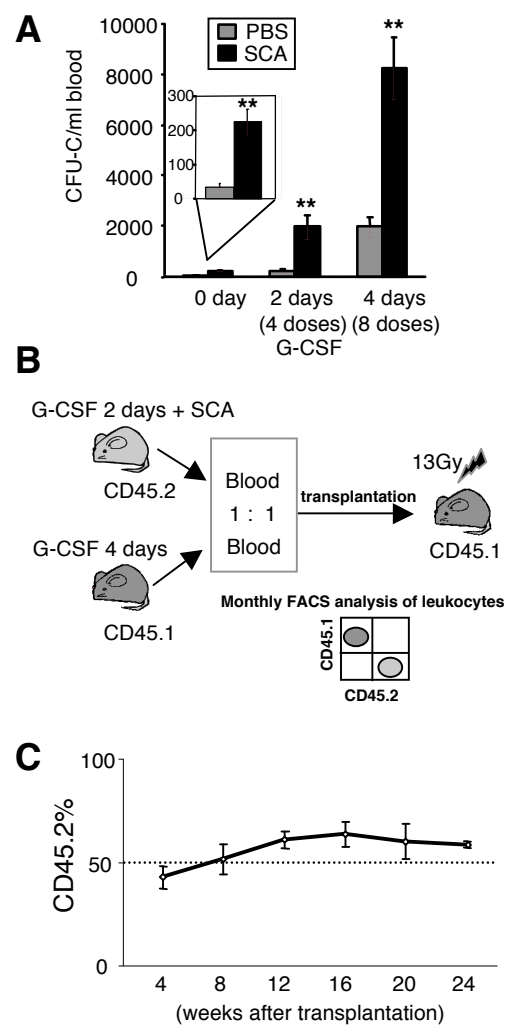 A
CFU-C/ml blood
10000
8000
6000
4000
2000
0
PBS
SCA
300
200
100
0
**
**
**
0 day
2 days
4 days
(4 doses)
(8 doses)
G-CSF
B
G-CSF 2 days + SCA
CD45.2
G-CSF 4 days
CD45.1
Blood
1 : 1
Blood
transplantation
13Gy
CD45.1
Monthly FACS analysis of leukocytes
CD45.1
CD45.2
C
CD45.2%
100
50
0
4 8 12 16 20 24
(weeks after transplantation)